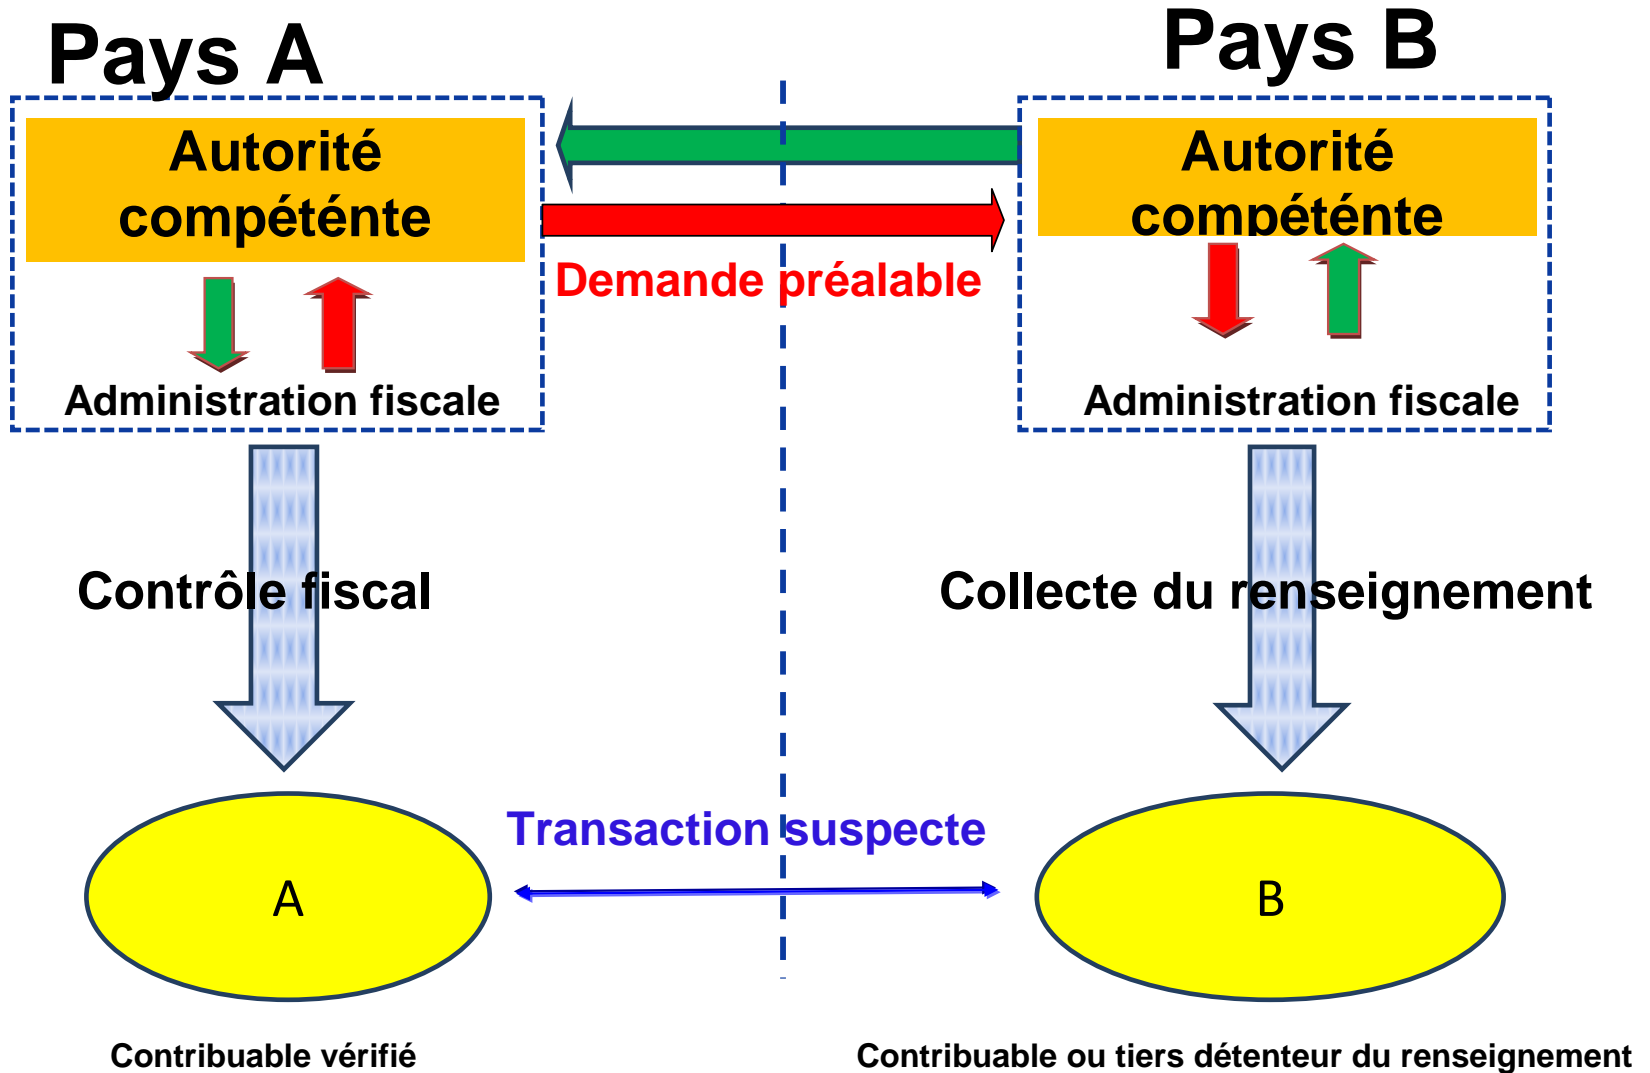 Pays A
Pays B
Autorité
compéténte
Autorité
compéténte
Demande préalable
Administration fiscale
Administration fiscale
Contrôle fiscal
Collecte du renseignement
Transaction suspecte
A
B
Contribuable vérifié
Contribuable ou tiers détenteur du renseignement